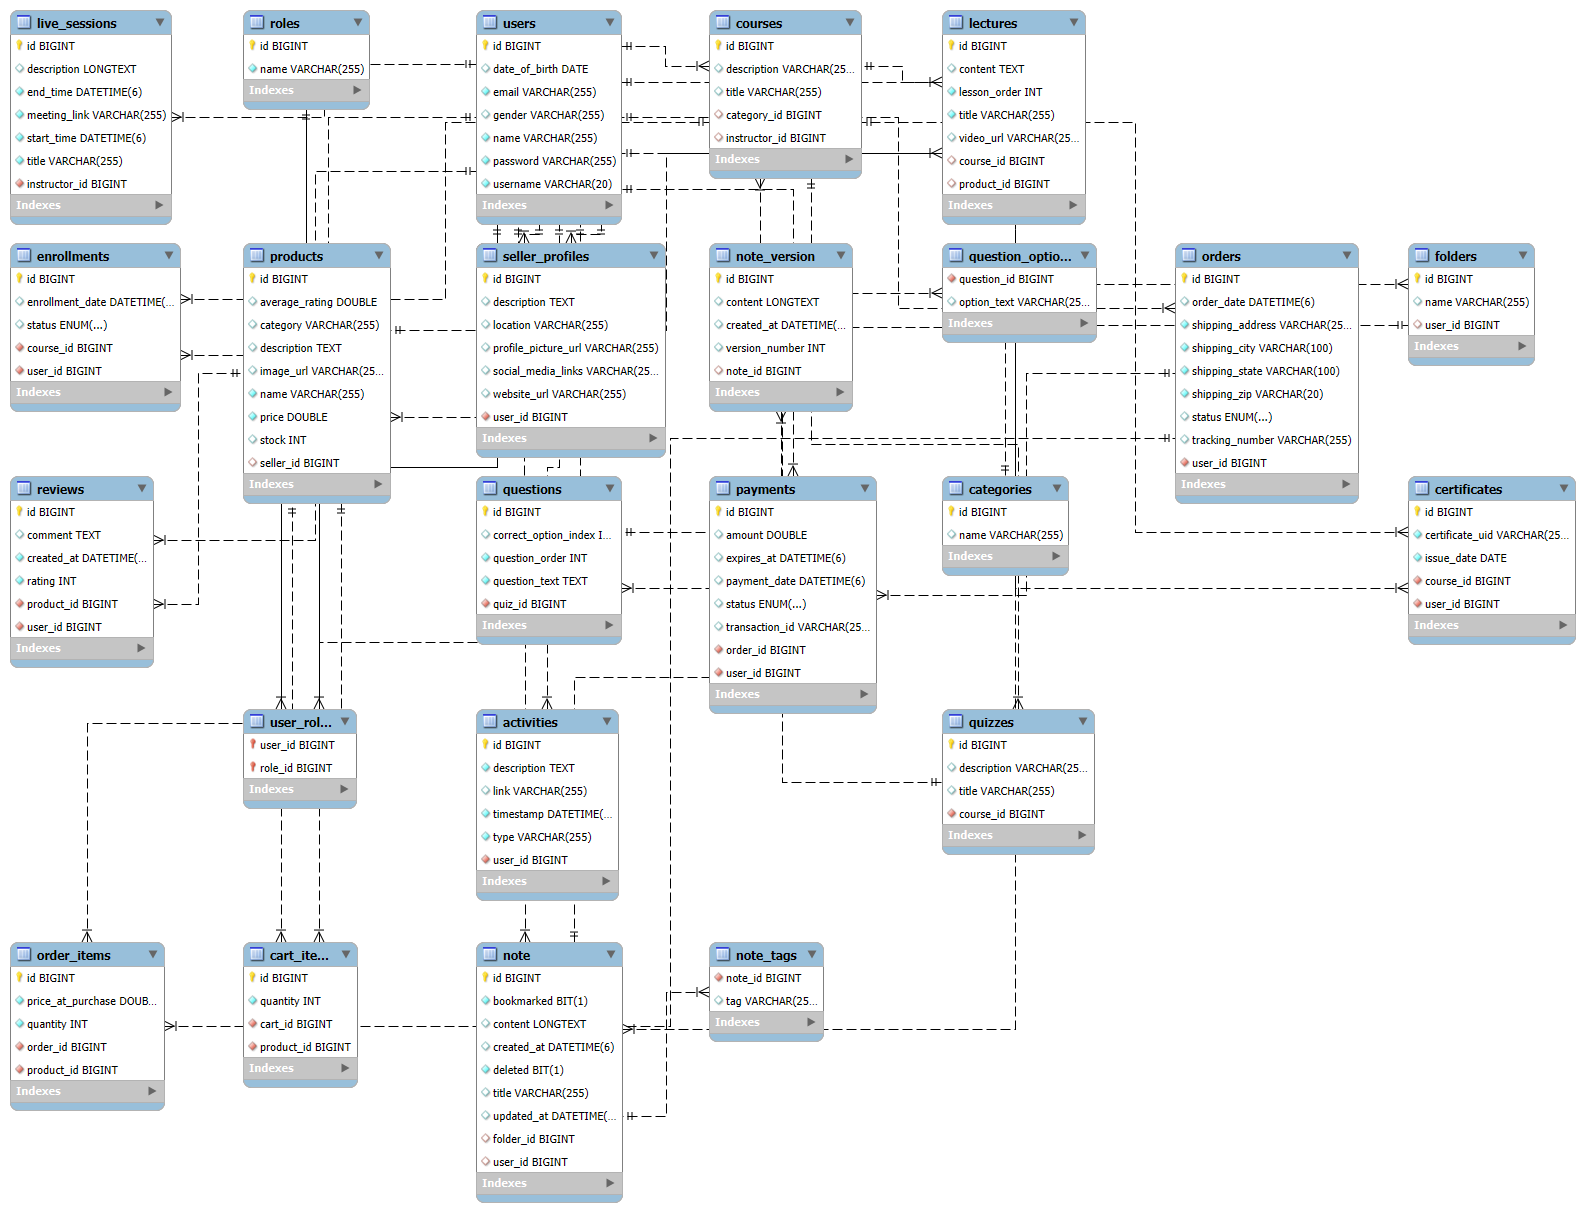 live_sessions
id BIGINT
description LONGTEXT
end_time DATETIME(6)
meeting_link VARCHAR(255)
start_time DATETIME(6)
title VARCHAR(255)
instructor_id BIGINT
Indexes
roles
id BIGINT
name VARCHAR(255)
Indexes
users
id BIGINT
date_of_birth DATE
email VARCHAR(255)
gender VARCHAR(255)
name VARCHAR(255)
password VARCHAR(255)
username VARCHAR(20)
Indexes
courses
id BIGINT
description VARCHAR(25...
title VARCHAR(255)
category_id BIGINT
instructor_id BIGINT
Indexes
lectures
id BIGINT
content TEXT
lesson_order INT
title VARCHAR(255)
video_url VARCHAR(25...
course_id BIGINT
product_id BIGINT
Indexes
enrollments
id BIGINT
enrollment_date DATETIME(...
status ENUM(...)
course_id BIGINT
user_id BIGINT
Indexes
products
id BIGINT
average_rating DOUBLE
category VARCHAR(255)
description TEXT
image_url VARCHAR(25...
name VARCHAR(255)
price DOUBLE
stock INT
seller_id BIGINT
Indexes
seller_profiles
id BIGINT
description TEXT
location VARCHAR(255)
profile_picture_url VARCHAR(255)
social_media_links VARCHAR(25...
website_url VARCHAR(255)
user_id BIGINT
Indexes
note_version
id BIGINT
content LONGTEXT
created_at DATETIME(...
version_number INT
note_id BIGINT
Indexes
question_optio...
question_id BIGINT
option_text VARCHAR(25...
Indexes
orders
id BIGINT
order_date DATETIME(6)
shipping_address VARCHAR(25...
shipping_city VARCHAR(100)
shipping_state VARCHAR(100)
shipping_zip VARCHAR(20)
status ENUM(...)
tracking_number VARCHAR(255)
user_id BIGINT
Indexes
folders
id BIGINT
name VARCHAR(255)
user_id BIGINT
Indexes
reviews
id BIGINT
comment TEXT
created_at DATETIME(...
rating INT
product_id BIGINT
user_id BIGINT
Indexes
questions
id BIGINT
correct_option_index I...
question_order INT
question_text TEXT
quiz_id BIGINT
Indexes
payments
id BIGINT
amount DOUBLE
expires_at DATETIME(6)
payment_date DATETIME(6)
status ENUM(...)
transaction_id VARCHAR(25...
order_id BIGINT
user_id BIGINT
Indexes
categories
id BIGINT
name VARCHAR(255)
Indexes
certificates
id BIGINT
certificate_uid VARCHAR(25...
issue_date DATE
course_id BIGINT
user_id BIGINT
Indexes
user_rol...
user_id BIGINT
role_id BIGINT
Indexes
activities
id BIGINT
description TEXT
link VARCHAR(255)
timestamp DATETIME(...
type VARCHAR(255)
user_id BIGINT
Indexes
quizzes
id BIGINT
description VARCHAR(25...
title VARCHAR(255)
course_id BIGINT
Indexes
order_items
id BIGINT
price_at_purchase DOUB...
quantity INT
order_id BIGINT
product_id BIGINT
Indexes
cart_ite...
id BIGINT
quantity INT
cart_id BIGINT
product_id BIGINT
Indexes
note
id BIGINT
bookmarked BIT(1)
content LONGTEXT
created_at DATETIME(6)
deleted BIT(1)
title VARCHAR(255)
updated_at DATETIME(...
folder_id BIGINT
user_id BIGINT
Indexes
note_tags
note_id BIGINT
tag VARCHAR(25...
Indexes